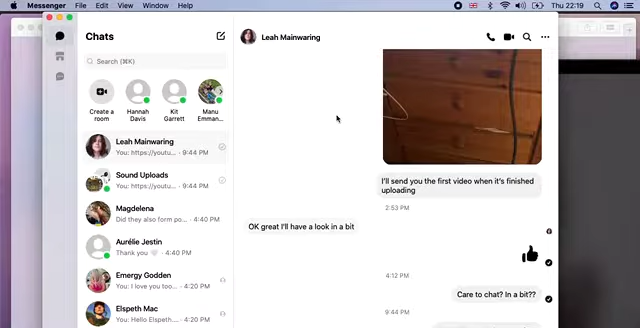 Messenger File Edit View Window Help
Thu 22:19
Chats
Search (⌘K)
Create a room
Hannah Davis
Kit Garrett
Manu Emman...
Leah Mainwaring
You: https://youtu... · 9:44 PM
Sound Uploads
You: https://youtu... · 9:44 PM
Magdelena
Did they also form po... · 4:40 PM
Aurélie Jestin
Thank you 🤍 · 4:40 PM
Emergy Godden
You: I love you too... · 4:20 PM
Elspeth Mac
You: Hello Elspeth... · 4:20 PM
Leah Mainwaring
I'll send you the first video when it's finished
uploading
2:53 PM
OK great I'll have a look in a bit
4:12 PM
Care to chat? In a bit??
9:44 PM